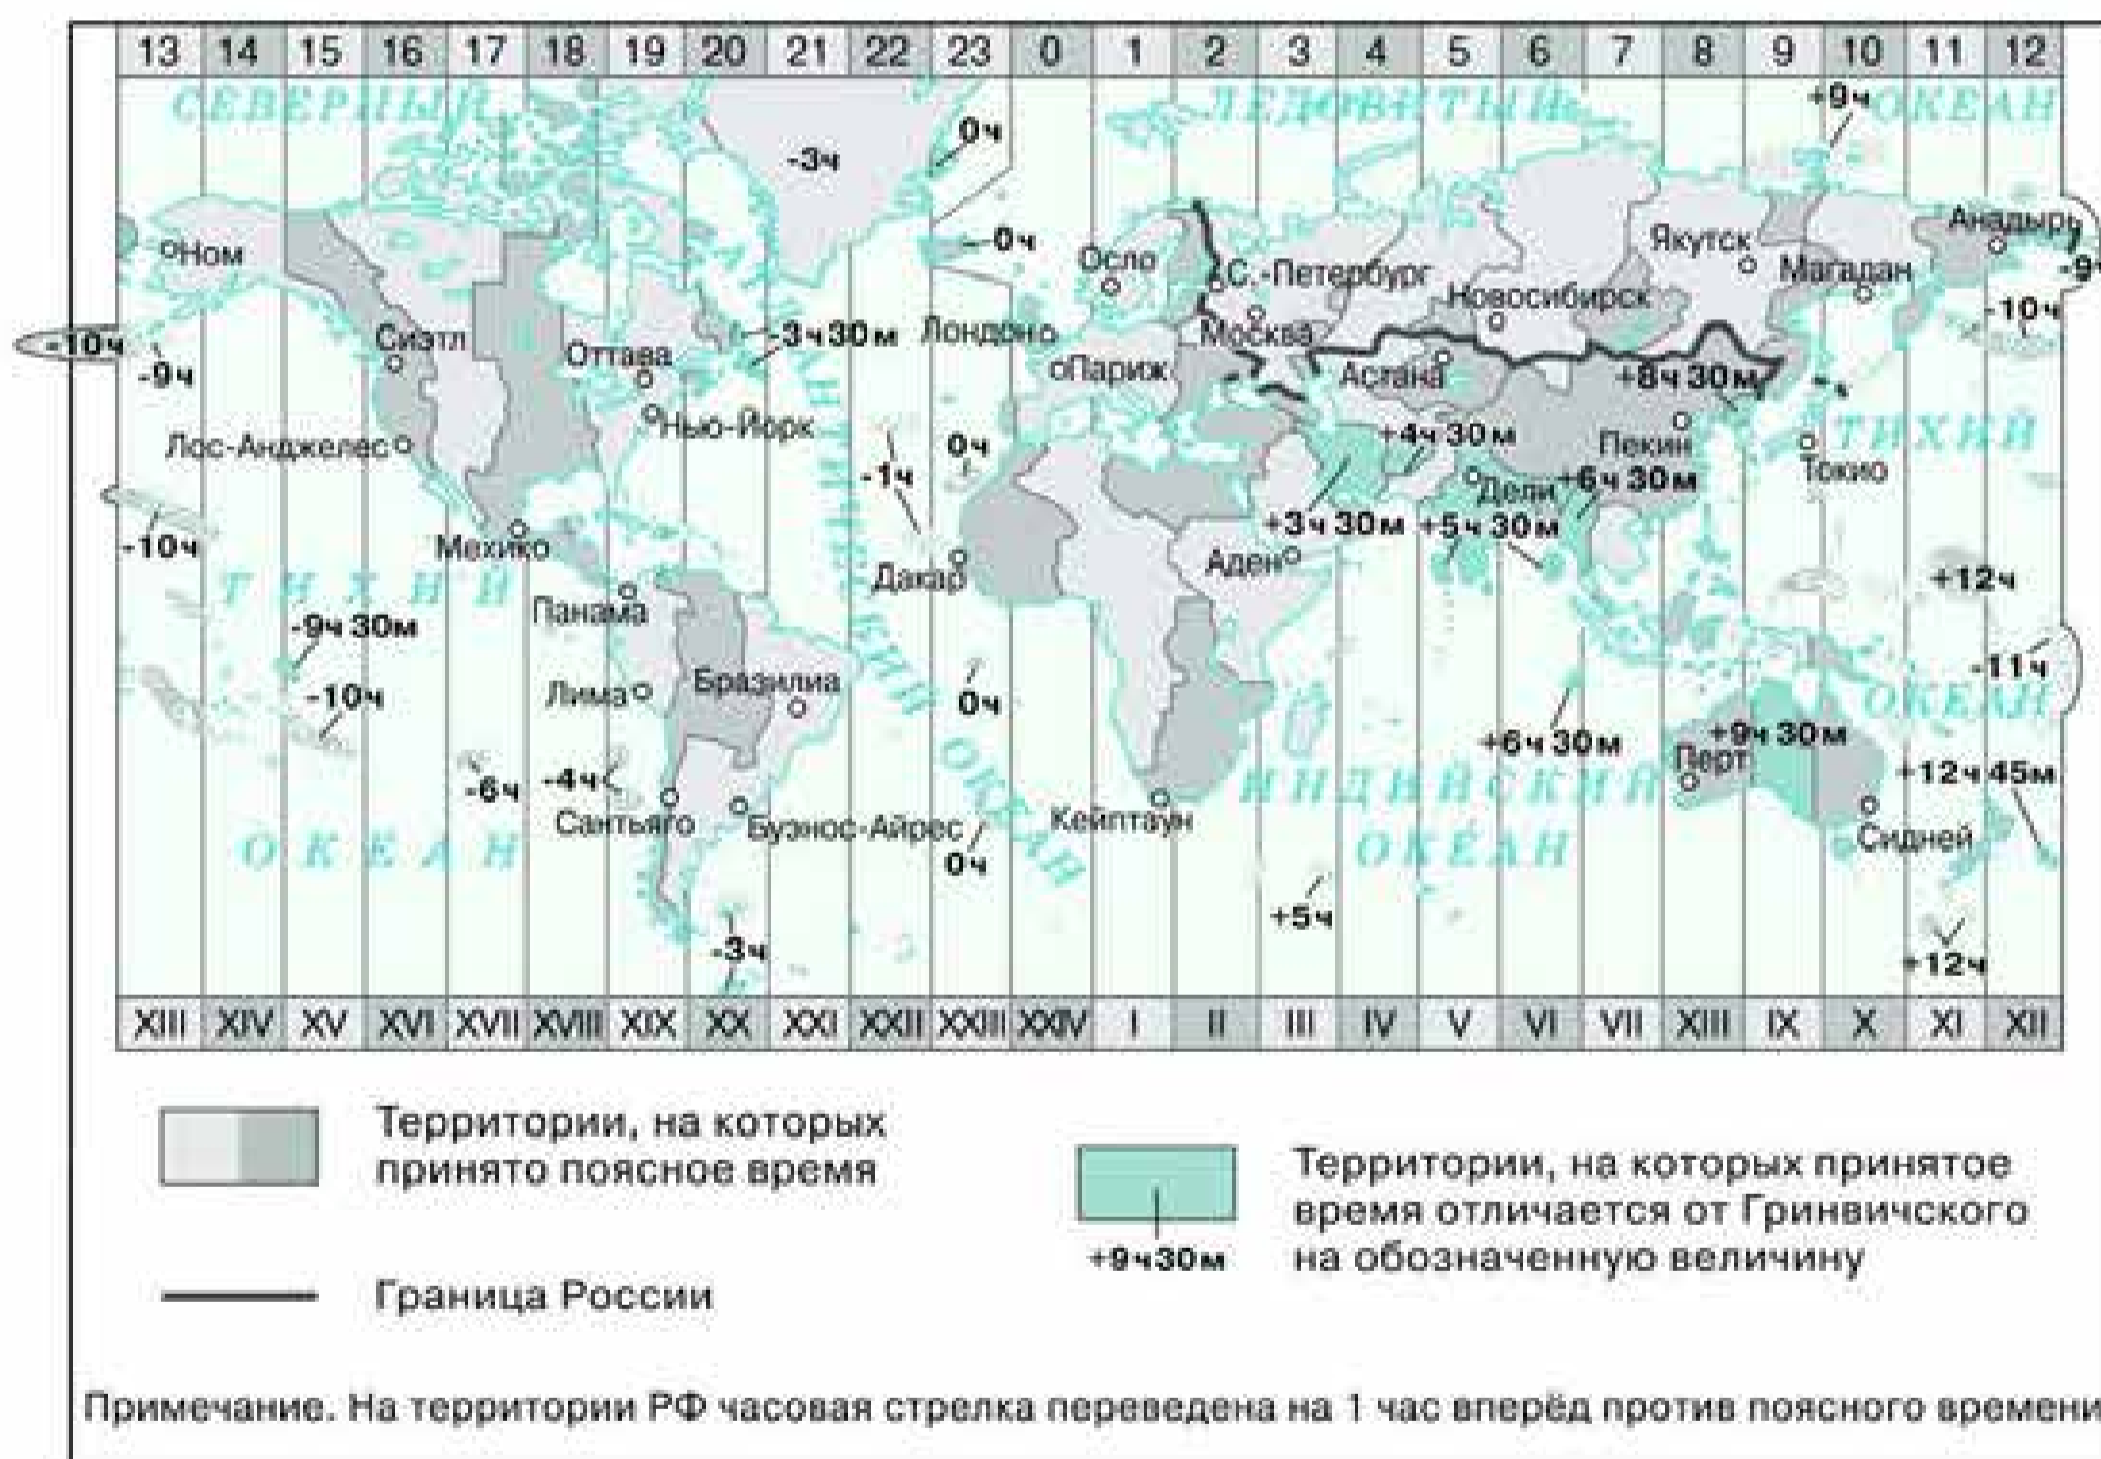 13 14 15 16 17 18 19 20 21 22 23 0 1 2 3 4 5 6 7 8 9 10 11 12
СЕВЕРНЫЙ ЛЕДОВИТЫЙ ОКЕАН
+9ч
0ч
-3ч
Ном
0ч
Осло
С.-Петербург
Якутск
Анадырь
Магадан
-9ч
Новосибирск
-10ч
-10ч
-9ч
Сиэтл
Оттава
-3ч30м
Лондон
Москва
Париж
Астана
+8ч 30м
Лос-Анджелес
Нью-Йорк
0ч
-1ч
+4ч 30м
Пекин
ТИХИЙ
Токио
Дели
+6ч 30м
+3ч 30м
+5ч 30м
-10ч
Мехико
Дакар
Аден
+12ч
ТИХИЙ
Панама
АТЛАНТИЧЕСКИЙ ОКЕАН
-9ч 30м
-11ч
-10ч
Лима
Бразилиа
0ч
ОКЕАН
+6ч 30м
+9ч 30м
Перт
-6ч
-4ч
+12ч 45м
ИНДИЙСКИЙ
Сантьяго
Буэнос-Айрес
Кейптаун
Сидней
ОКЕАН
0ч
ОКЕАН
+5ч
-3ч
+12ч
XIII XIV XV XVI XVII XVIII XIX XX XXI XXII XXIII XXIV I II III IV V VI VII XIII IX X XI XII
Территории, на которых
принято поясное время
Территории, на которых принятое
время отличается от Гринвичского
на обозначенную величину
+9ч30м
Граница России
Примечание. На территории РФ часовая стрелка переведена на 1 час вперёд против поясного времени